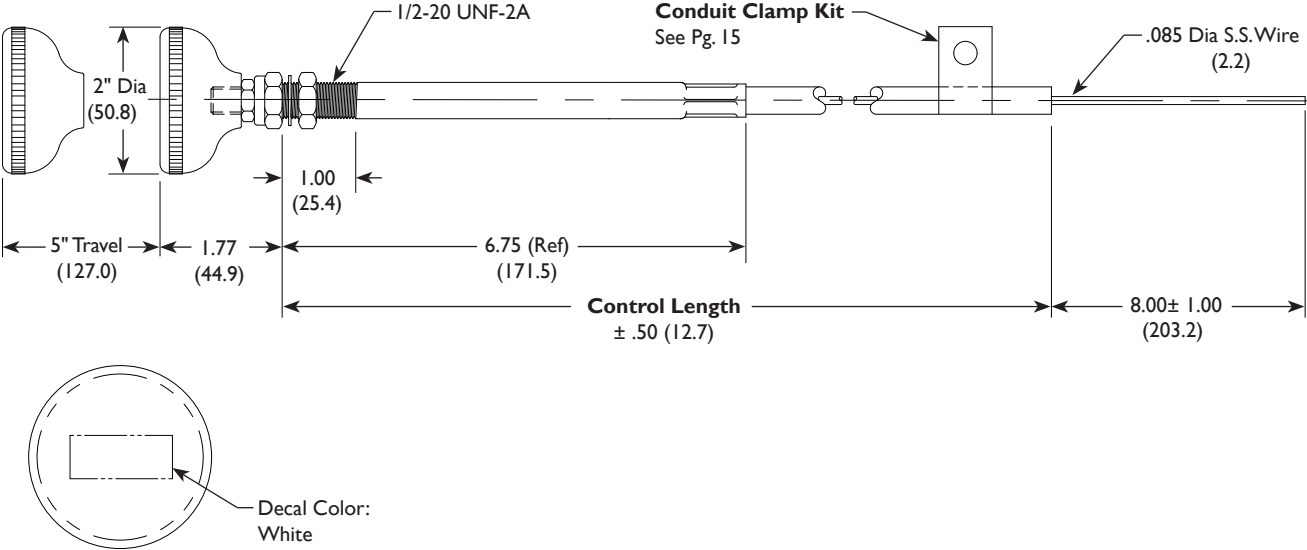 1/2-20 UNF-2A
Conduit Clamp Kit
See Pg. 15
.085 Dia S.S. Wire
(2.2)
2" Dia
(50.8)
1.00
(25.4)
5" Travel
(127.0)
1.77
(44.9)
6.75 (Ref)
(171.5)
Control Length
± .50 (12.7)
8.00± 1.00
(203.2)
Decal Color:
White